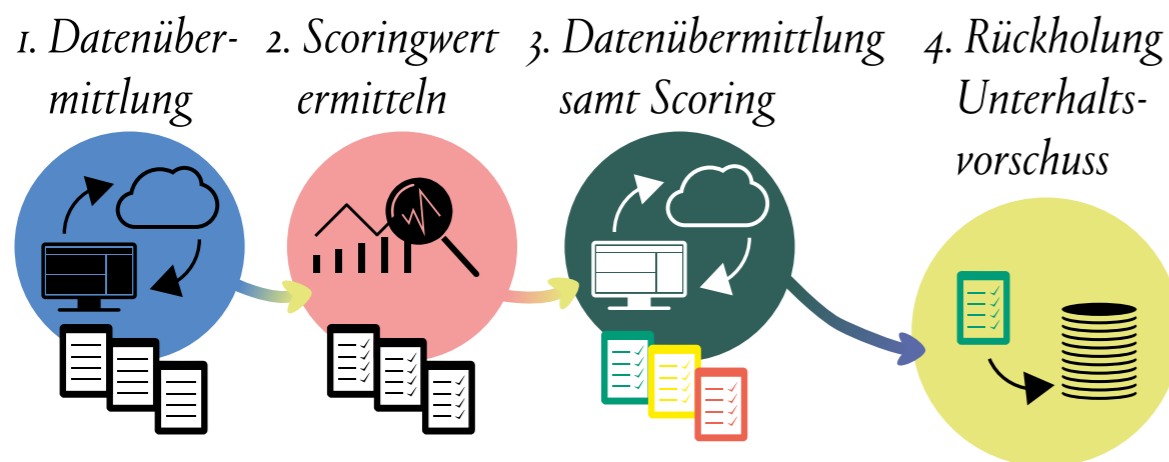 1. Datenüber-
mittlung
2. Scoringwert
ermitteln
3. Datenübermittlung
samt Scoring
4. Rückholung
Unterhalts-
vorschuss